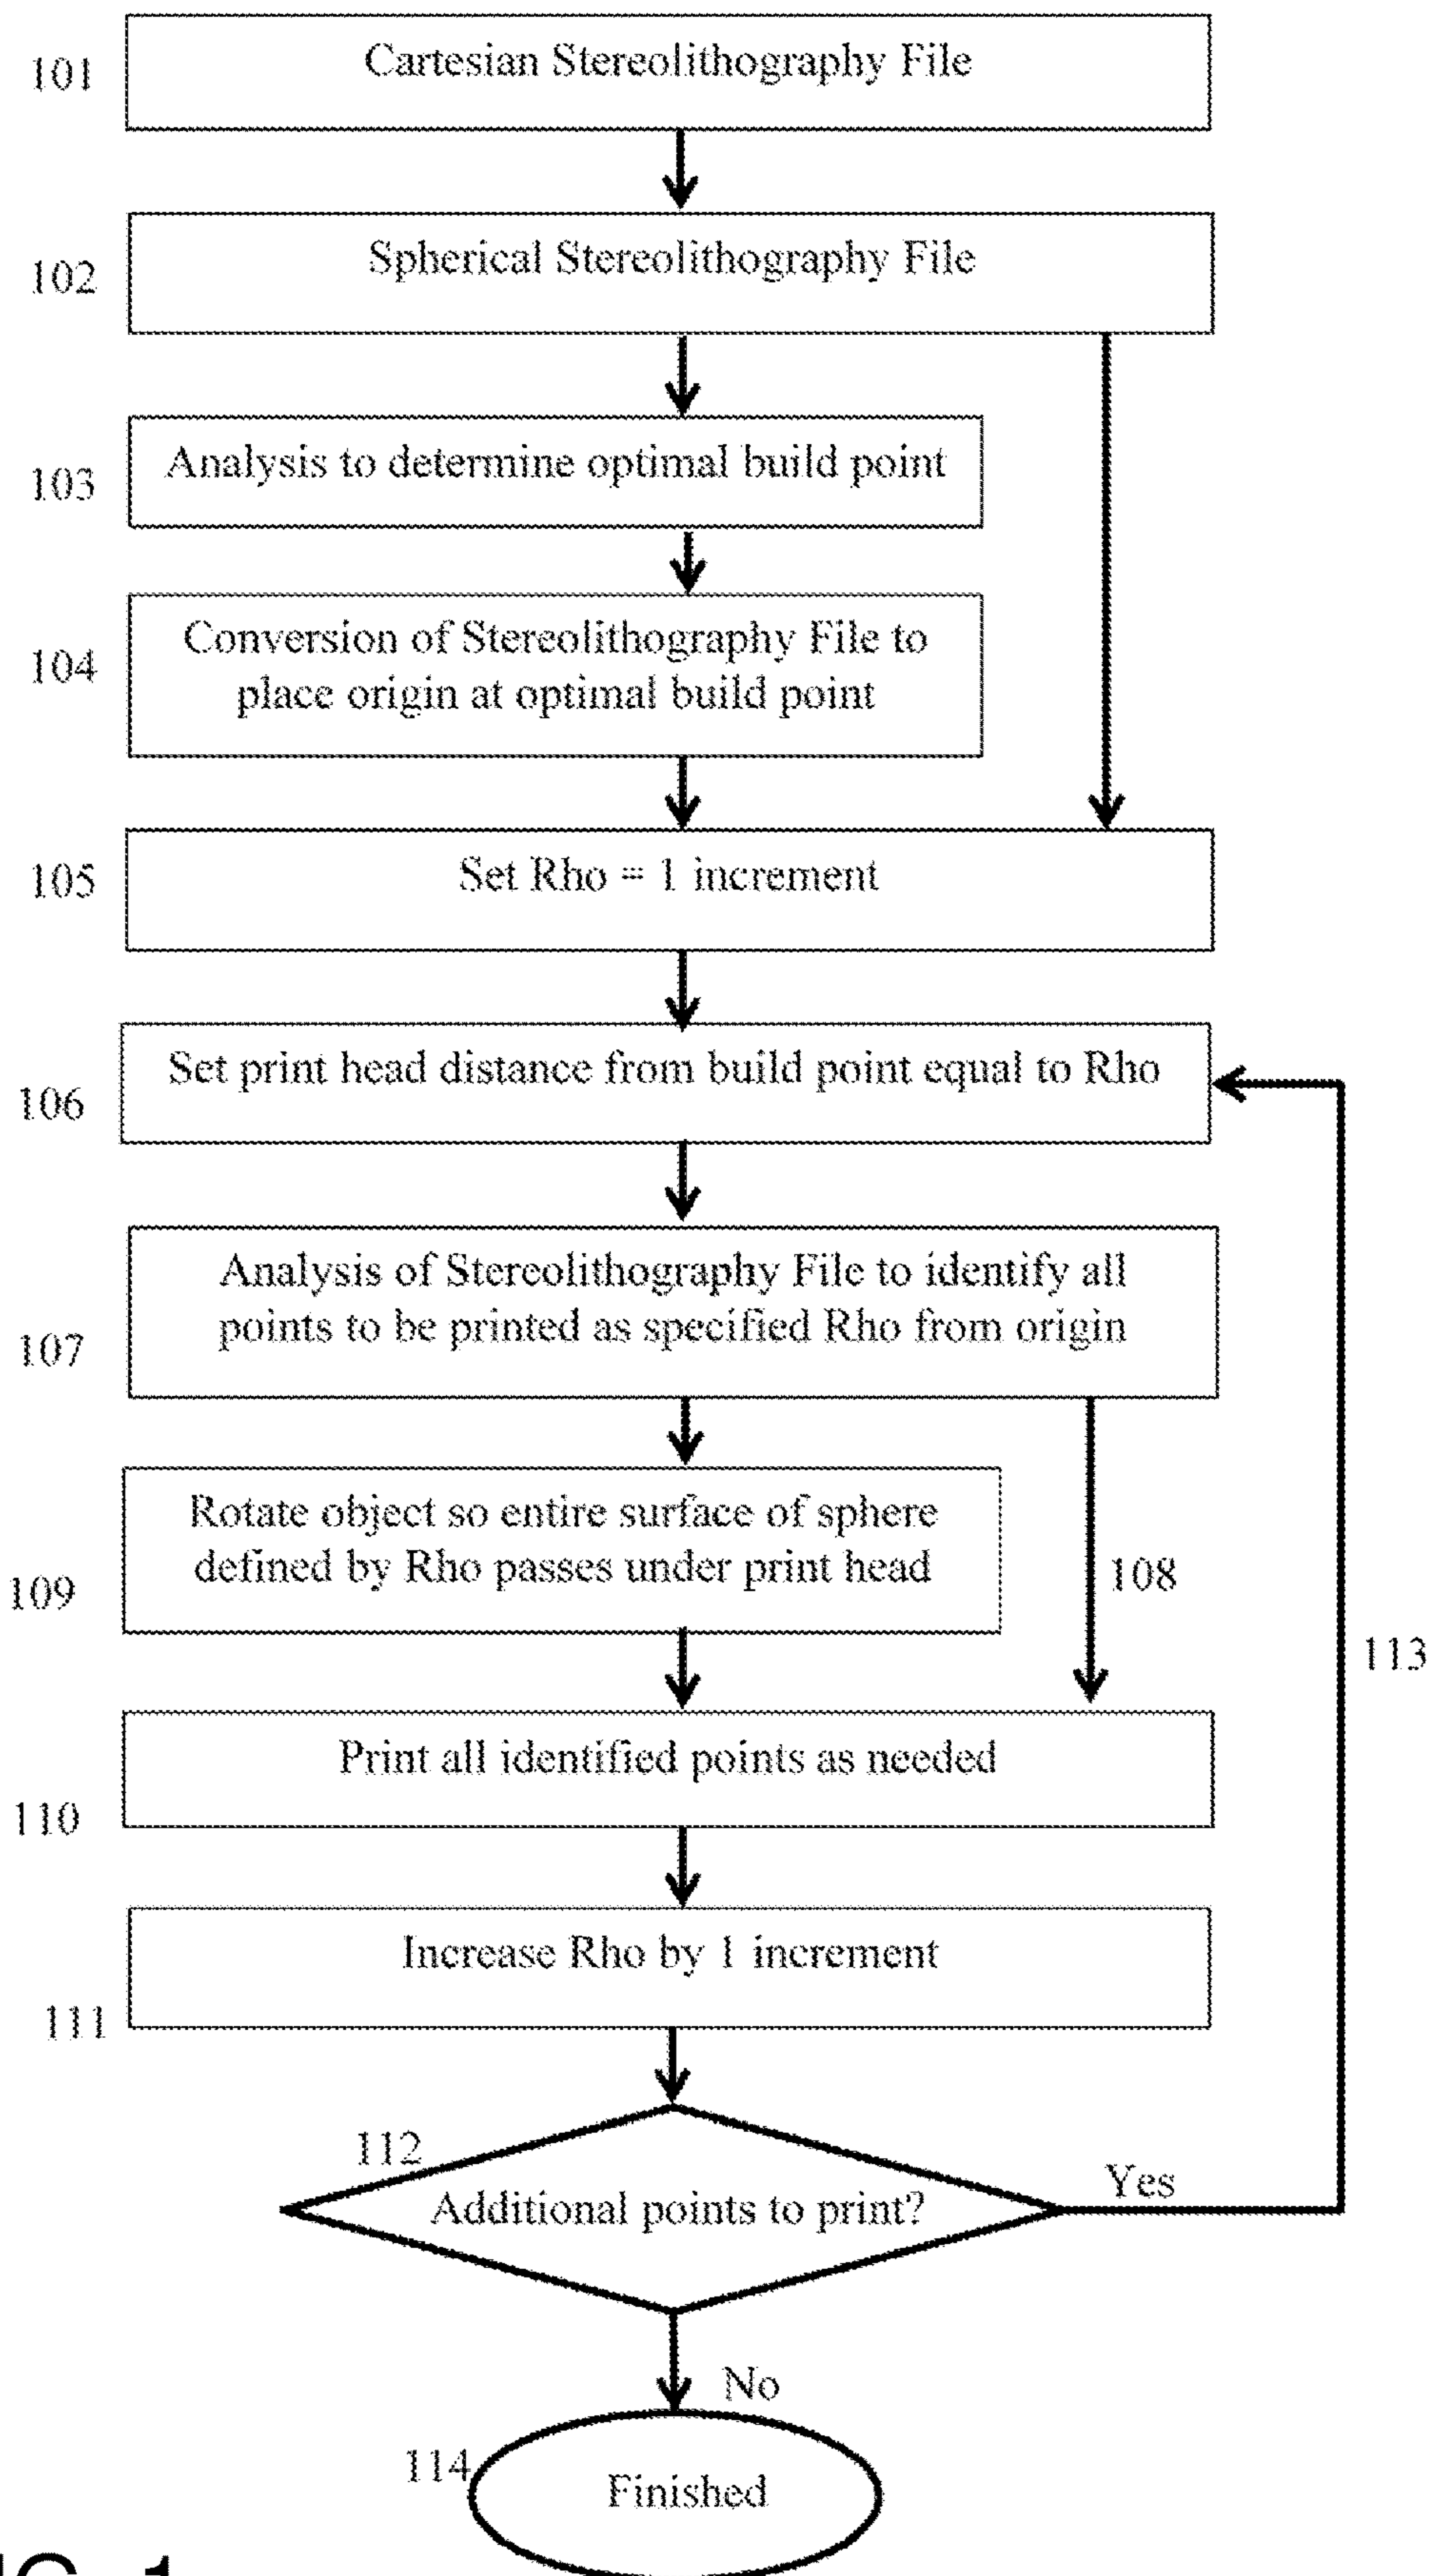 101
Cartesian Stereolithography File
102
Spherical Stereolithography File
103
Analysis to determine optimal build point
104
Conversion of Stereolithography File to
place origin at optimal build point
105
Set Rho = 1 increment
106
Set print head distance from build point equal to Rho
107
Analysis of Stereolithography File to identify all
points to be printed as specified Rho from origin
109
Rotate object so entire surface of sphere
defined by Rho passes under print head
108
113
110
Print all identified points as needed
111
Increase Rho by 1 increment
112
Additional points to print?
Yes
No
114
Finished